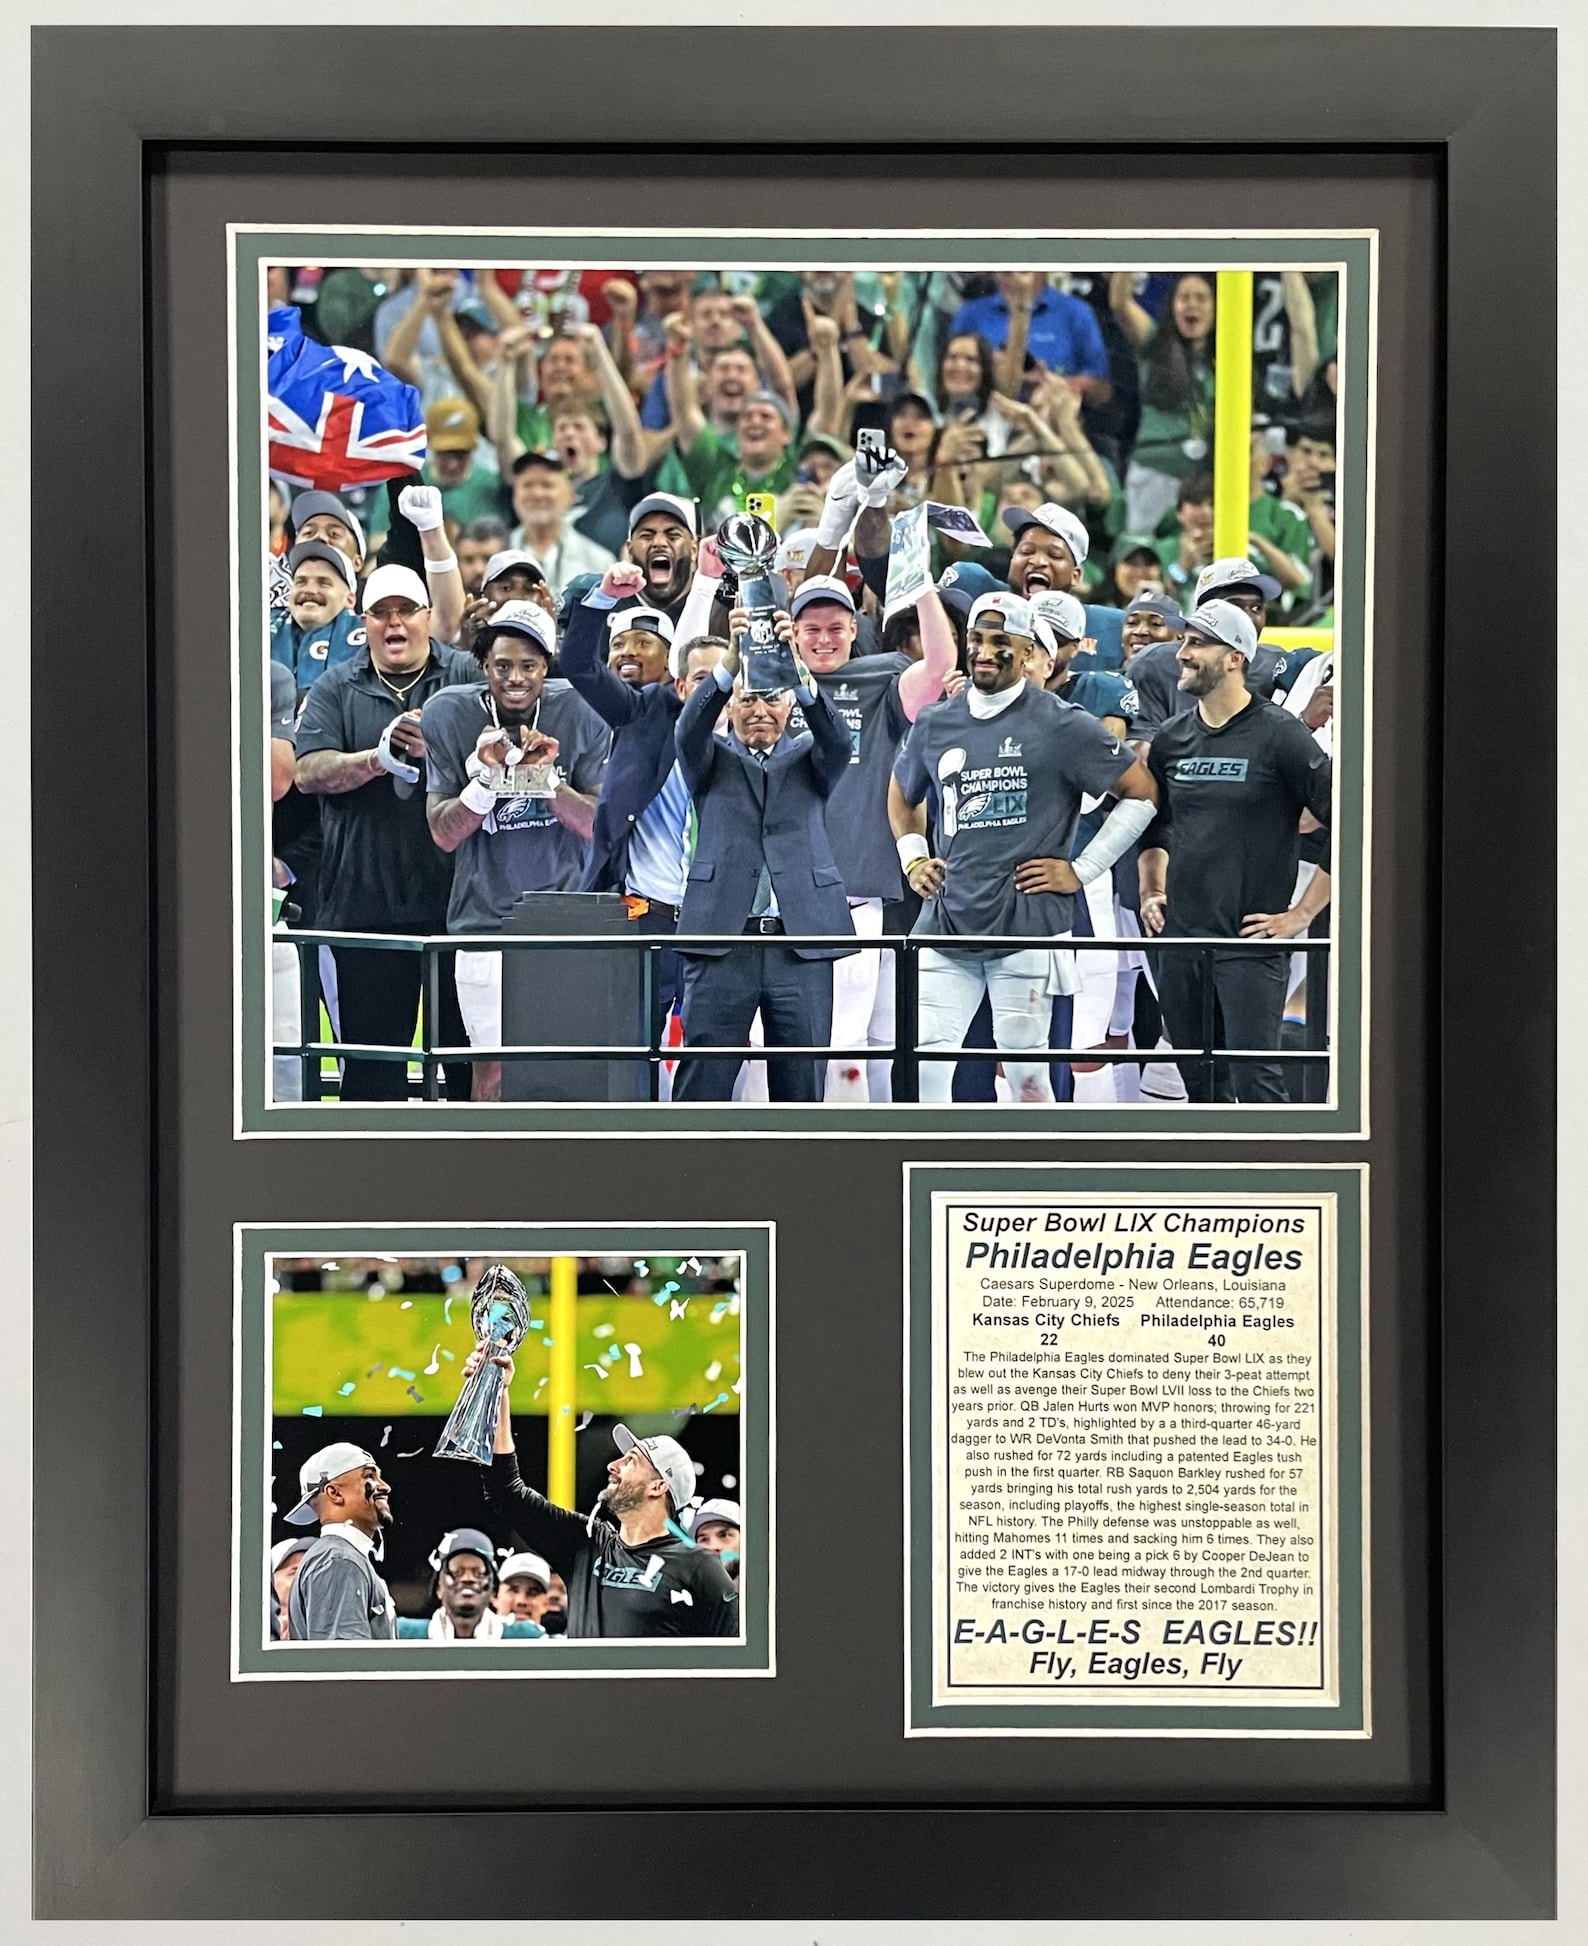 EAGLES
SUPER BOWL
CHAMPIONS
LIX
PHILADELPHIA EAGLES
PHILADELPHIA EAGLES
G
NFL
EAGLES
Super Bowl LIX Champions
Philadelphia Eagles
Caesars Superdome - New Orleans, Louisiana
Date: February 9, 2025 Attendance: 65,719
Kansas City Chiefs Philadelphia Eagles
22 40
The Philadelphia Eagles dominated Super Bowl LIX as they
blew out the Kansas City Chiefs to deny their 3-peat attempt
as well as avenge their Super Bowl LVII loss to the Chiefs two
years prior. QB Jalen Hurts won MVP honors; throwing for 221
yards and 2 TD's, highlighted by a a third-quarter 46-yard
dagger to WR DeVonta Smith that pushed the lead to 34-0. He
also rushed for 72 yards including a patented Eagles tush
push in the first quarter. RB Saquon Barkley rushed for 57
yards bringing his total rush yards to 2,504 yards for the
season, including playoffs, the highest single-season total in
NFL history. The Philly defense was unstoppable as well,
hitting Mahomes 11 times and sacking him 6 times. They also
added 2 INT's with one being a pick 6 by Cooper DeJean to
give the Eagles a 17-0 lead midway through the 2nd quarter.
The victory gives the Eagles their second Lombardi Trophy in
franchise history and first since the 2017 season.
E-A-G-L-E-S EAGLES!!
Fly, Eagles, Fly